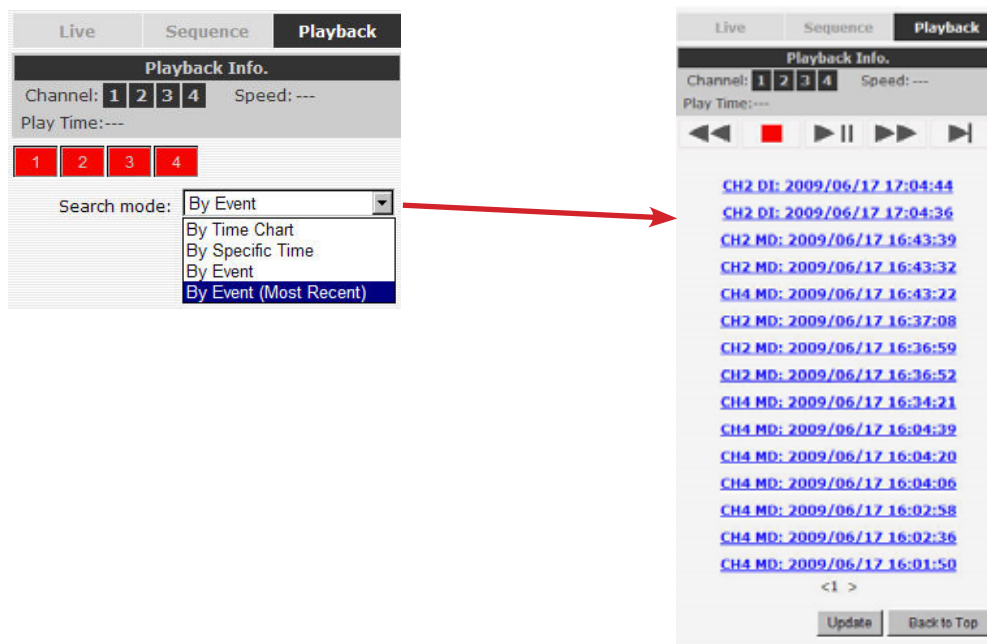 Live Sequence Playback
Playback Info.
Channel: 1 2 3 4 Speed: ---
Play Time:---
1 2 3 4
Search mode: By Event
By Time Chart
By Specific Time
By Event
By Event (Most Recent)
Live Sequence Playback
Playback Info.
Channel: 1 2 3 4 Speed: ---
Play Time:---
CH2 DI: 2009/06/17 17:04:44
CH2 DI: 2009/06/17 17:04:36
CH2 MD: 2009/06/17 16:43:39
CH2 MD: 2009/06/17 16:43:32
CH4 MD: 2009/06/17 16:43:22
CH2 MD: 2009/06/17 16:37:08
CH2 MD: 2009/06/17 16:36:59
CH2 MD: 2009/06/17 16:36:52
CH4 MD: 2009/06/17 16:34:21
CH4 MD: 2009/06/17 16:04:39
CH4 MD: 2009/06/17 16:04:20
CH4 MD: 2009/06/17 16:04:06
CH4 MD: 2009/06/17 16:02:58
CH4 MD: 2009/06/17 16:02:36
CH4 MD: 2009/06/17 16:01:50
<1 >
Update Back to Top